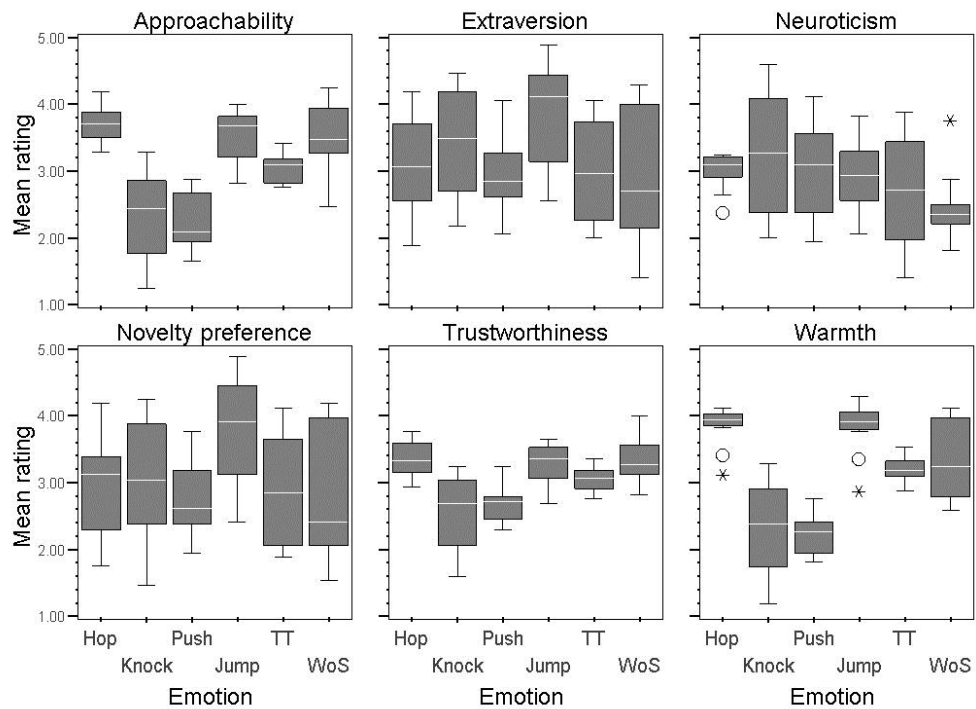 Approachability Extraversion Neuroticism
5.00
4.00
3.00
2.00
1.00
Mean rating
Novelty preference Trustworthiness Warmth
5.00
4.00
3.00
2.00
1.00
Mean rating
Hop Push TT Hop Push TT Hop Push TT
Knock Jump WoS Knock Jump WoS Knock Jump WoS
Emotion Emotion Emotion